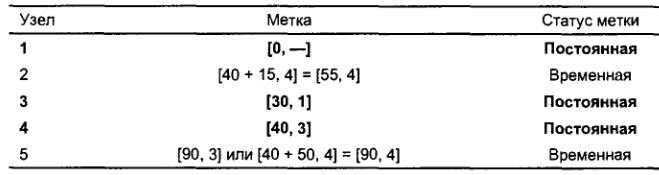 Узел Метка Статус метки
1 [0, —] Постоянная
2 [40 + 15, 4] = [55, 4] Временная
3 [30, 1] Постоянная
4 [40, 3] Постоянная
5 [90, 3] или [40 + 50, 4] = [90, 4] Временная